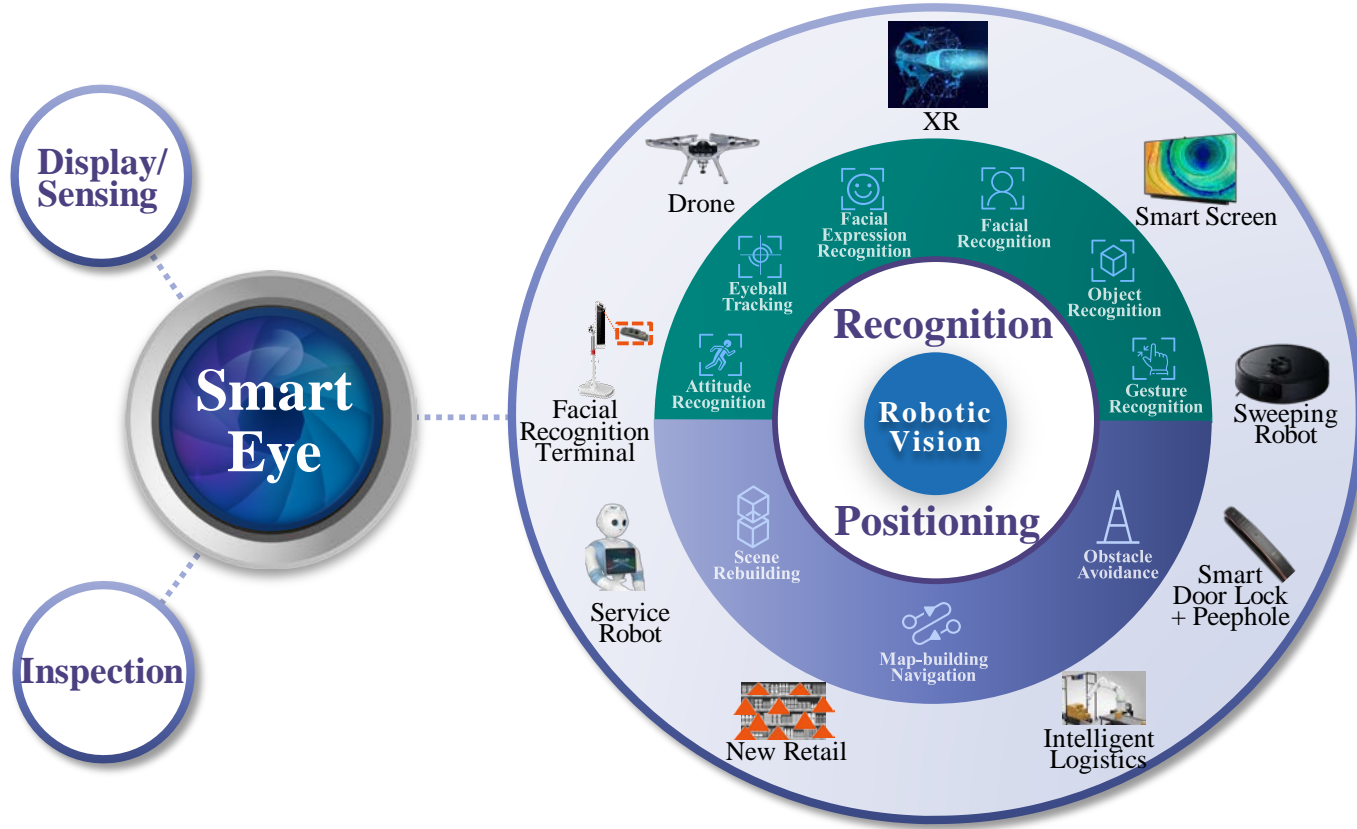 Display/
Sensing
Smart
Eye
Inspection
XR
Drone
Smart Screen
Facial
Recognition
Terminal
Sweeping
Robot
Service
Robot
Smart
Door Lock
+ Peephole
New Retail
Intelligent
Logistics
Facial
Expression
Recognition
Facial
Recognition
Eyeball
Tracking
Object
Recognition
Attitude
Recognition
Gesture
Recognition
Recognition
Robotic
Vision
Positioning
Scene
Rebuilding
Obstacle
Avoidance
Map-building
Navigation